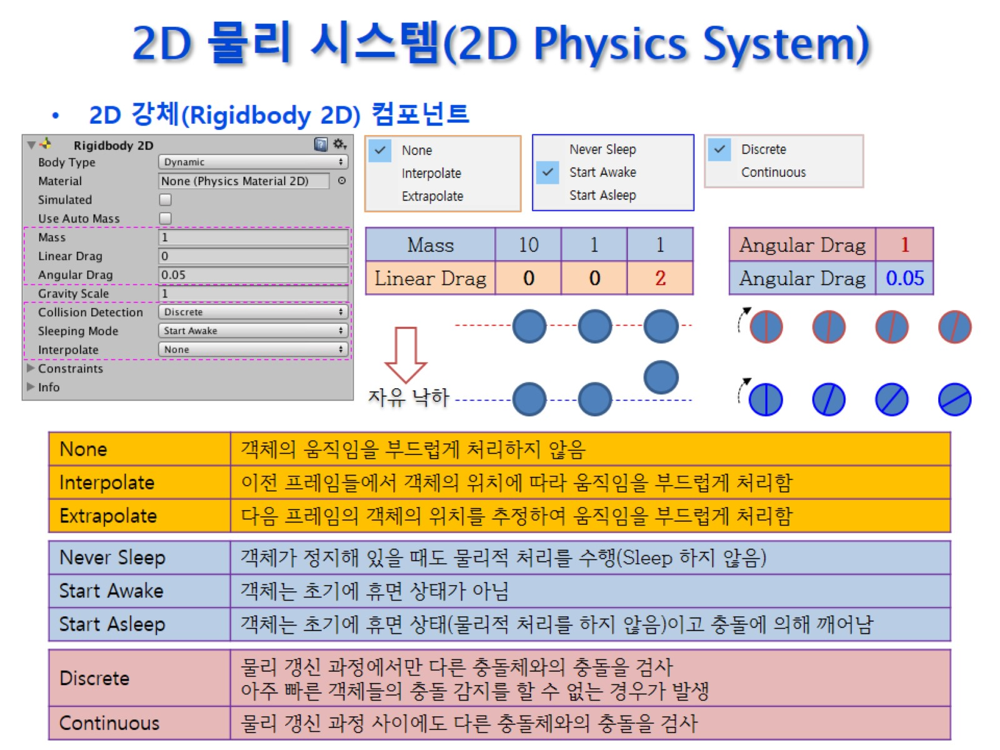 2D 물리 시스템(2D Physics System)
• 2D 강체(Rigidbody 2D) 컴포넌트
Rigidbody 2D
Body Type Dynamic
Material None (Physics Material 2D)
Simulated
Use Auto Mass
Mass 1
Linear Drag 0
Angular Drag 0.05
Gravity Scale 1
Collision Detection Discrete
Sleeping Mode Start Awake
Interpolate None
Constraints
Info
None
Interpolate
Extrapolate
Never Sleep
Start Awake
Start Asleep
Discrete
Continuous
Mass 10 1 1
Linear Drag 0 0 2
Angular Drag 1
Angular Drag 0.05
자유 낙하
None 객체의 움직임을 부드럽게 처리하지 않음
Interpolate 이전 프레임들에서 객체의 위치에 따라 움직임을 부드럽게 처리함
Extrapolate 다음 프레임의 객체의 위치를 추정하여 움직임을 부드럽게 처리함
Never Sleep 객체가 정지해 있을 때도 물리적 처리를 수행(Sleep 하지 않음)
Start Awake 객체는 초기에 휴면 상태가 아님
Start Asleep 객체는 초기에 휴면 상태(물리적 처리를 하지 않음)이고 충돌에 의해 깨어남
Discrete 물리 갱신 과정에서만 다른 충돌체와의 충돌을 검사
아주 빠른 객체들의 충돌 감지를 할 수 없는 경우가 발생
Continuous 물리 갱신 과정 사이에도 다른 충돌체와의 충돌을 검사